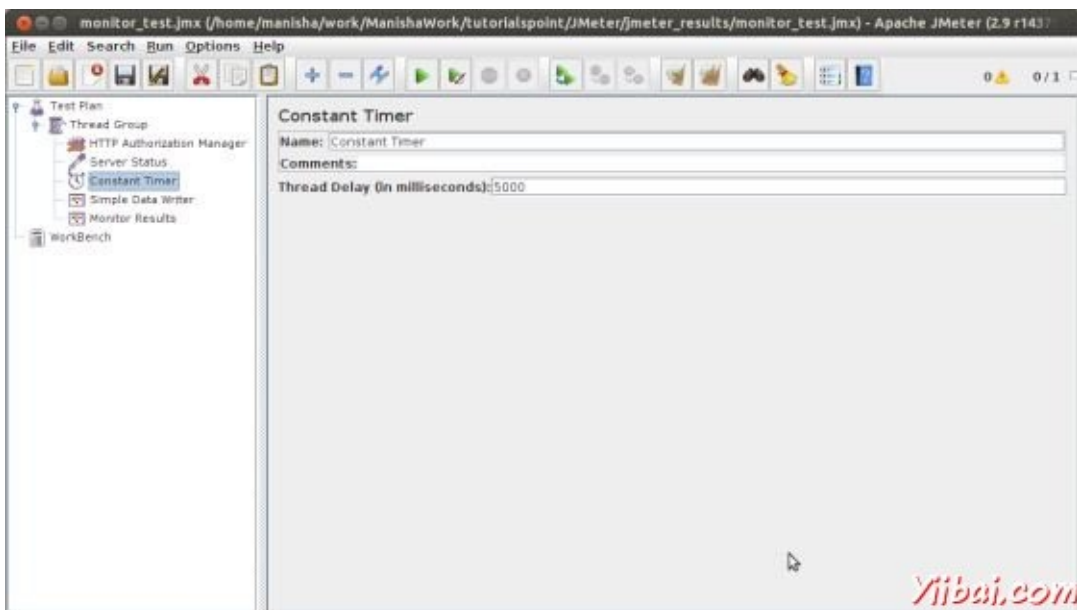 monitor_test.jmx (/home/manisha/work/ManishaWork/tutorialspoint/JMeter/jmeter_results/monitor_test.jmx) - Apache JMeter (2.9 r1437
File Edit Search Run Options Help
0 0/1
Test Plan
Thread Group
HTTP Authorization Manager
Server Status
Constant Timer
Simple Data Writer
Monitor Results
WorkBench
Constant Timer
Name: Constant Timer
Comments:
Thread Delay (in milliseconds): 5000
Yiibai.com